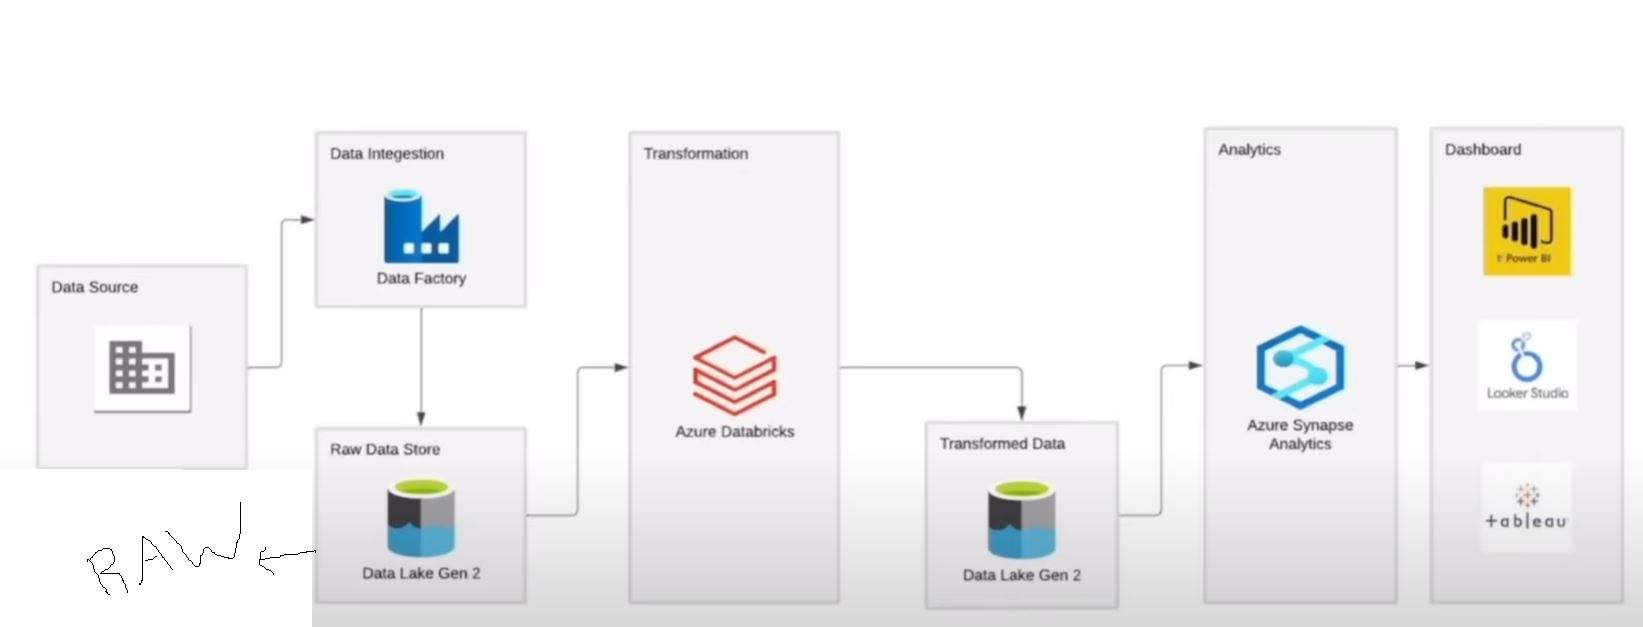 Data Source
Data Integestion
Data Factory
Raw Data Store
Data Lake Gen 2
RAW
Transformation
Azure Databricks
Transformed Data
Data Lake Gen 2
Analytics
Azure Synapse
Analytics
Dashboard
Power BI
Looker Studio
+ableau